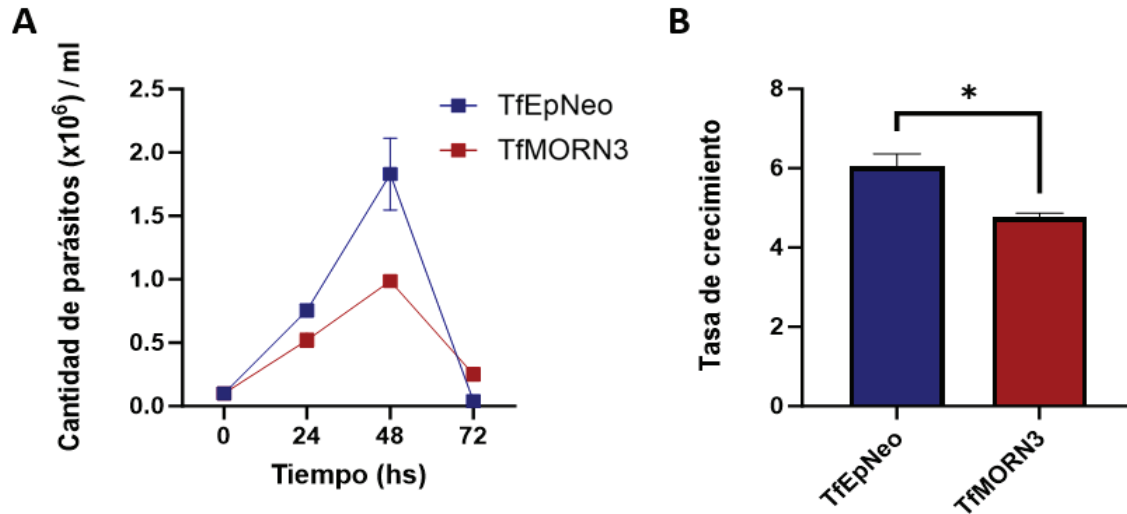 A
Cantidad de parásitos (x10⁶) / ml
2.5
2.0
1.5
1.0
0.5
0.0
0 24 48 72
Tiempo (hs)
TfEpNeo
TfMORN3
B
Tasa de crecimiento
8
6
4
2
0
*
TfEpNeo
TfMORN3